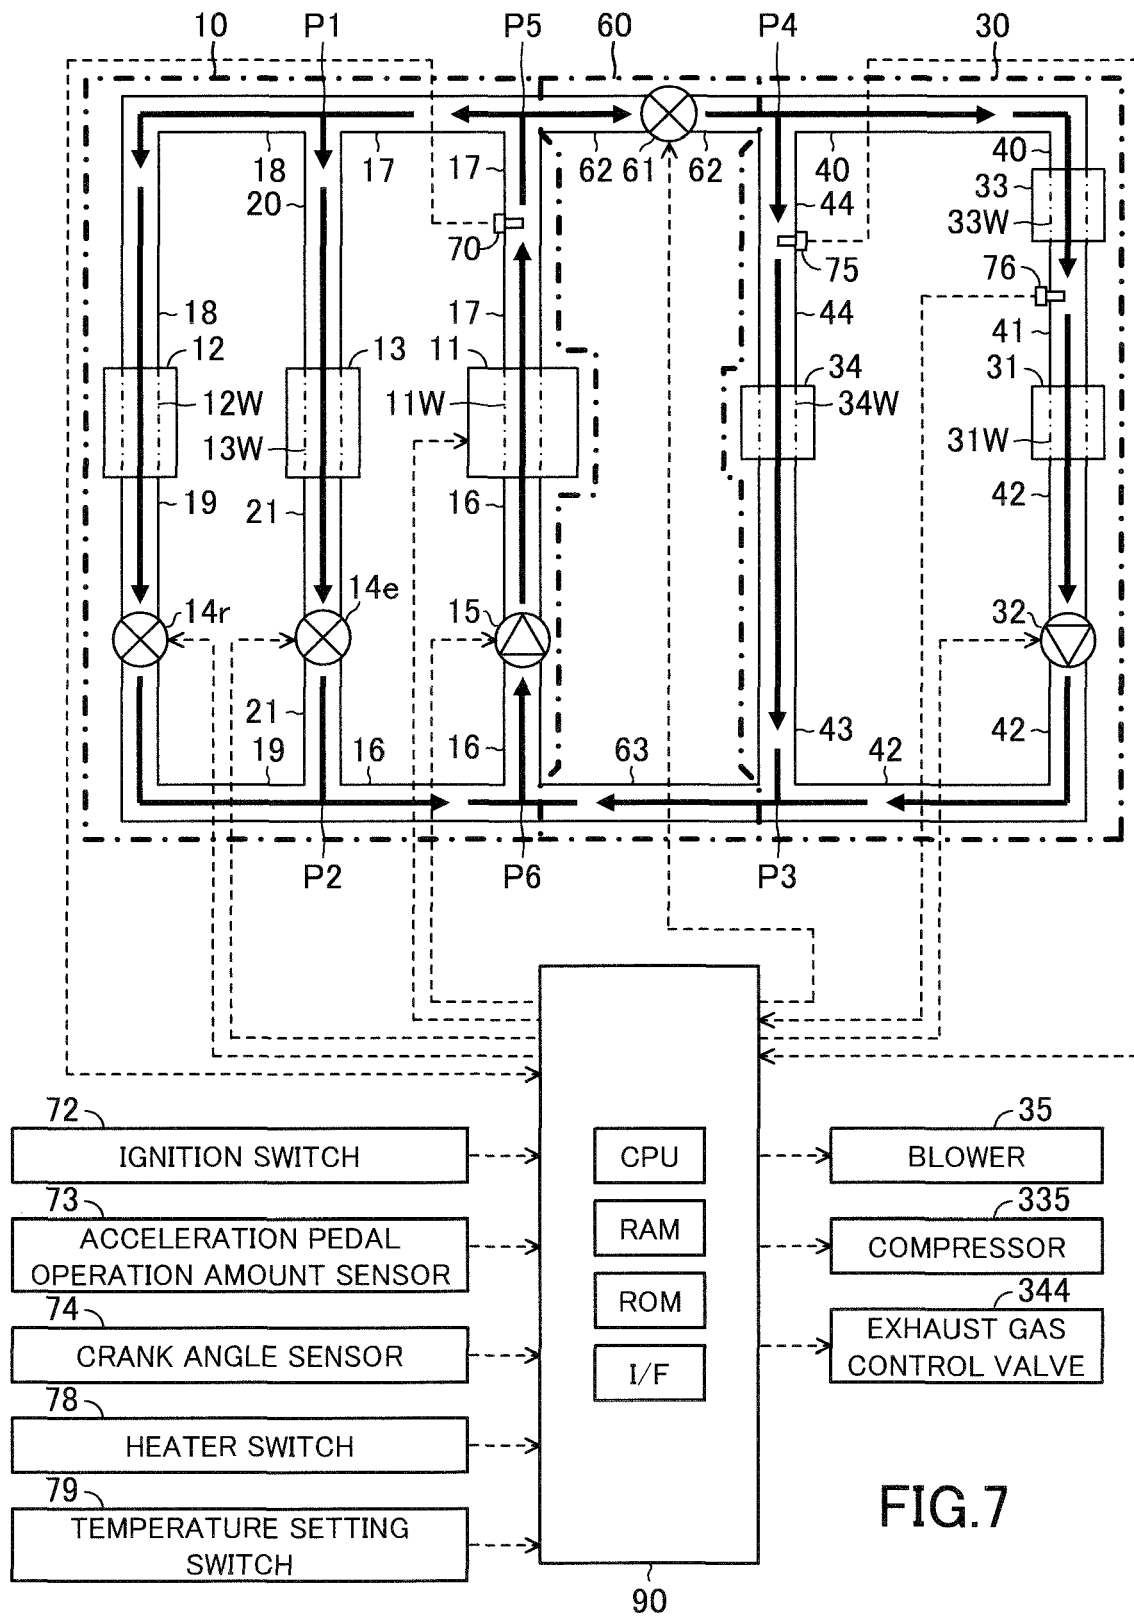 10 P1 P5 60 P4 30
18 17 62 61 62 40 40
20 17 44 33
33W
70 75 76
18 17 44 41
12 13 11 34 31
12W 11W 34W
13W 31W
19 21 16 42
14r 14e 15 32
21 16 43 42
19 16 63 42
P2 P6 P3
72 35
IGNITION SWITCH CPU BLOWER
73 335
ACCELERATION PEDAL
OPERATION AMOUNT SENSOR
RAM COMPRESSOR
74 ROM 344
CRANK ANGLE SENSOR I/F EXHAUST GAS
CONTROL VALVE
78
HEATER SWITCH
79
TEMPERATURE SETTING
SWITCH
90
FIG.7